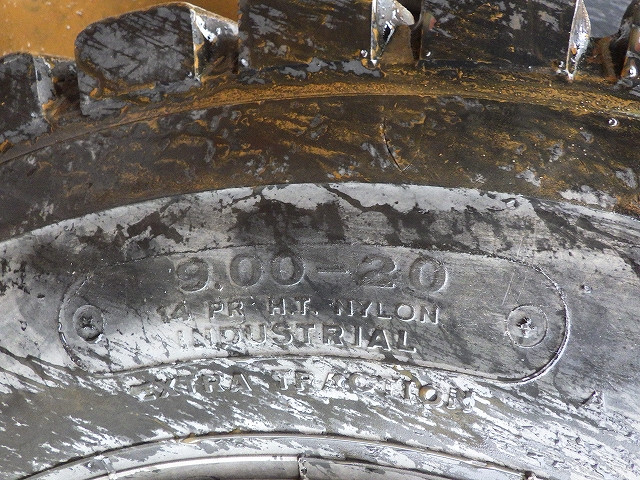 9.00-20
14 PR H.T. NYLON
INDUSTRIAL
EXTRA TRACTION